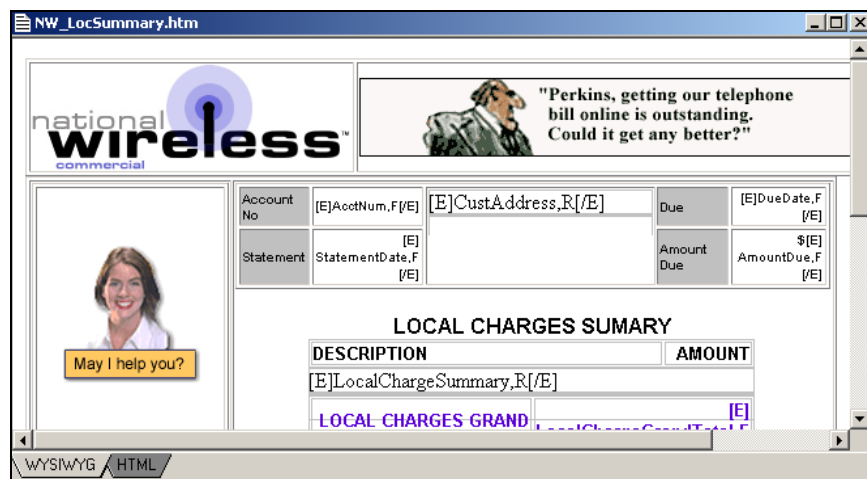 NW_LocSummary.htm
national
wireless™
commercial
"Perkins, getting our telephone
bill online is outstanding.
Could it get any better?"
Account
No
[E]AcctNum,F[/E]
[E]CustAddress,R[/E]
Due
[E]DueDate,F
[/E]
Statement
[E]
StatementDate,F
[/E]
Amount
Due
$[E]
AmountDue,F
[/E]
May I help you?
LOCAL CHARGES SUMARY
DESCRIPTION
AMOUNT
[E]LocalChargeSummary,R[/E]
LOCAL CHARGES GRAND
[E]
LocalChargeGrandTotal,F
WYSIWYG
HTML